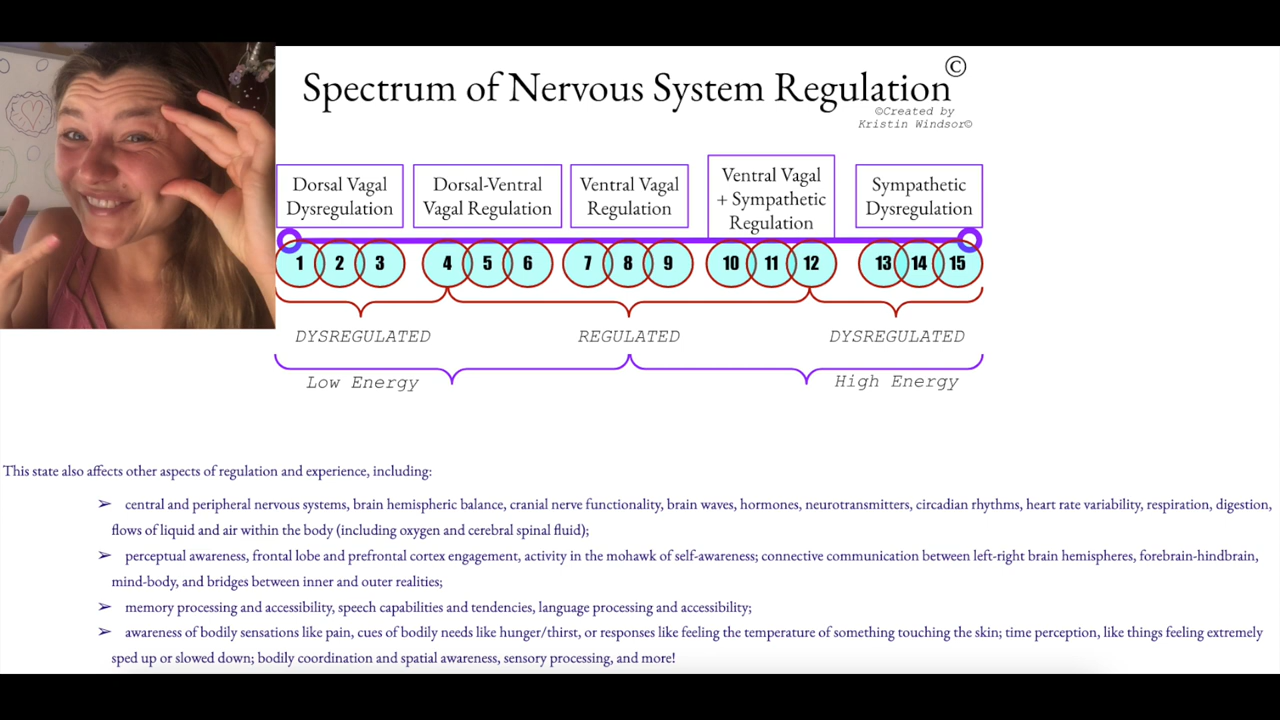 Spectrum of Nervous System Regulation©
©Created by
Kristin Windsor©
Dorsal Vagal
Dysregulation
Dorsal-Ventral
Vagal Regulation
Ventral Vagal
Regulation
Ventral Vagal
+ Sympathetic
Regulation
Sympathetic
Dysregulation
1 2 3 4 5 6 7 8 9 10 11 12 13 14 15
DYSREGULATED REGULATED DYSREGULATED
Low Energy High Energy
This state also affects other aspects of regulation and experience, including:
➢ central and peripheral nervous systems, brain hemispheric balance, cranial nerve functionality, brain waves, hormones, neurotransmitters, circadian rhythms, heart rate variability, respiration, digestion,
flows of liquid and air within the body (including oxygen and cerebral spinal fluid);
➢ perceptual awareness, frontal lobe and prefrontal cortex engagement, activity in the mohawk of self-awareness; connective communication between left-right brain hemispheres, forebrain-hindbrain,
mind-body, and bridges between inner and outer realities;
➢ memory processing and accessibility, speech capabilities and tendencies, language processing and accessibility;
➢ awareness of bodily sensations like pain, cues of bodily needs like hunger/thirst, or responses like feeling the temperature of something touching the skin; time perception, like things feeling extremely
sped up or slowed down; bodily coordination and spatial awareness, sensory processing, and more!